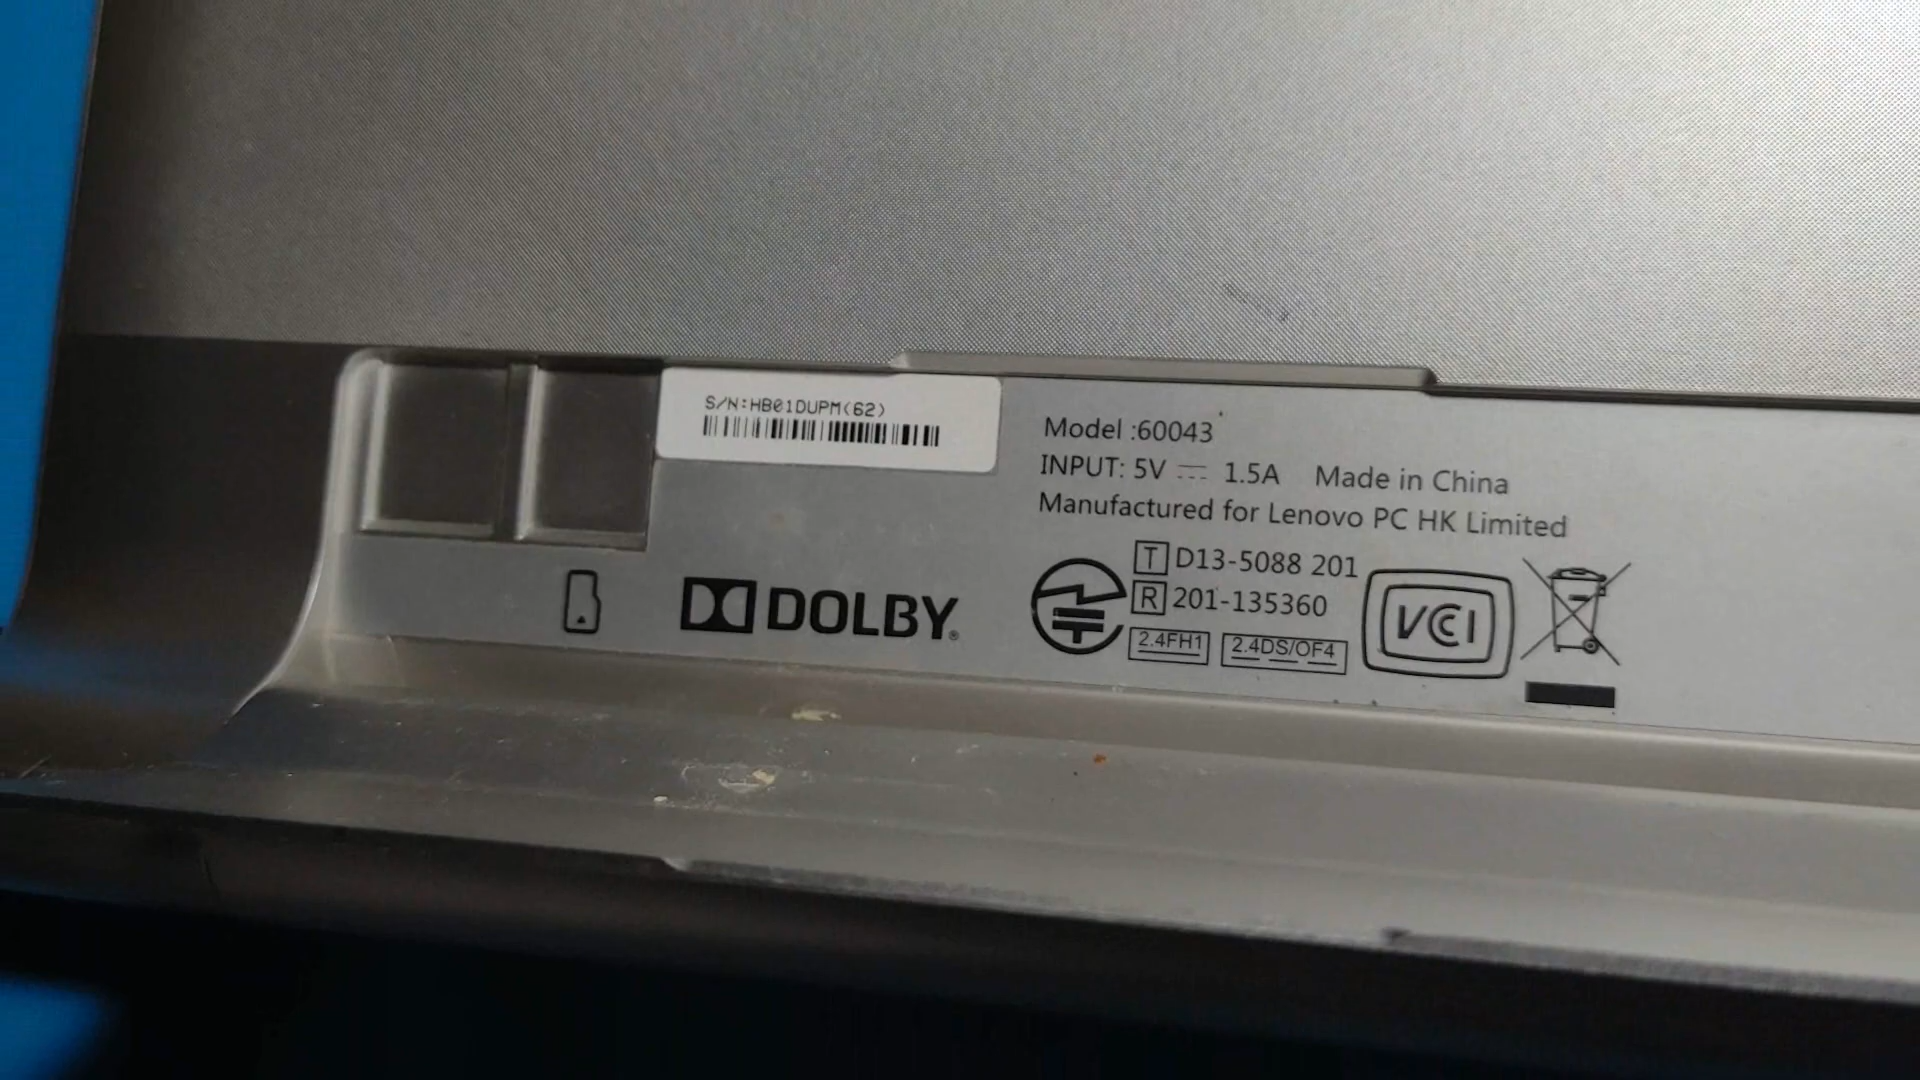 S/N:HB01DUPM(62)
Model :60043
INPUT: 5V ⎓ 1.5A Made in China
Manufactured for Lenovo PC HK Limited
T D13-5088 201
R 201-135360
2.4FH1 2.4DS/OF4
VCCI
DOLBY®